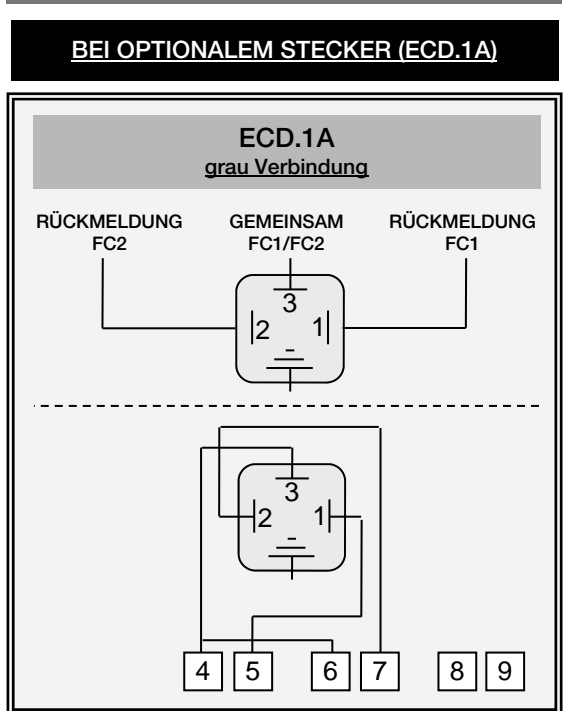 BEI OPTIONALEM STECKER (ECD.1A)
ECD.1A
grau Verbindung
RÜCKMELDUNG
FC2
GEMEINSAM
FC1/FC2
RÜCKMELDUNG
FC1
3
2 1
3
2 1
4 5 6 7 8 9